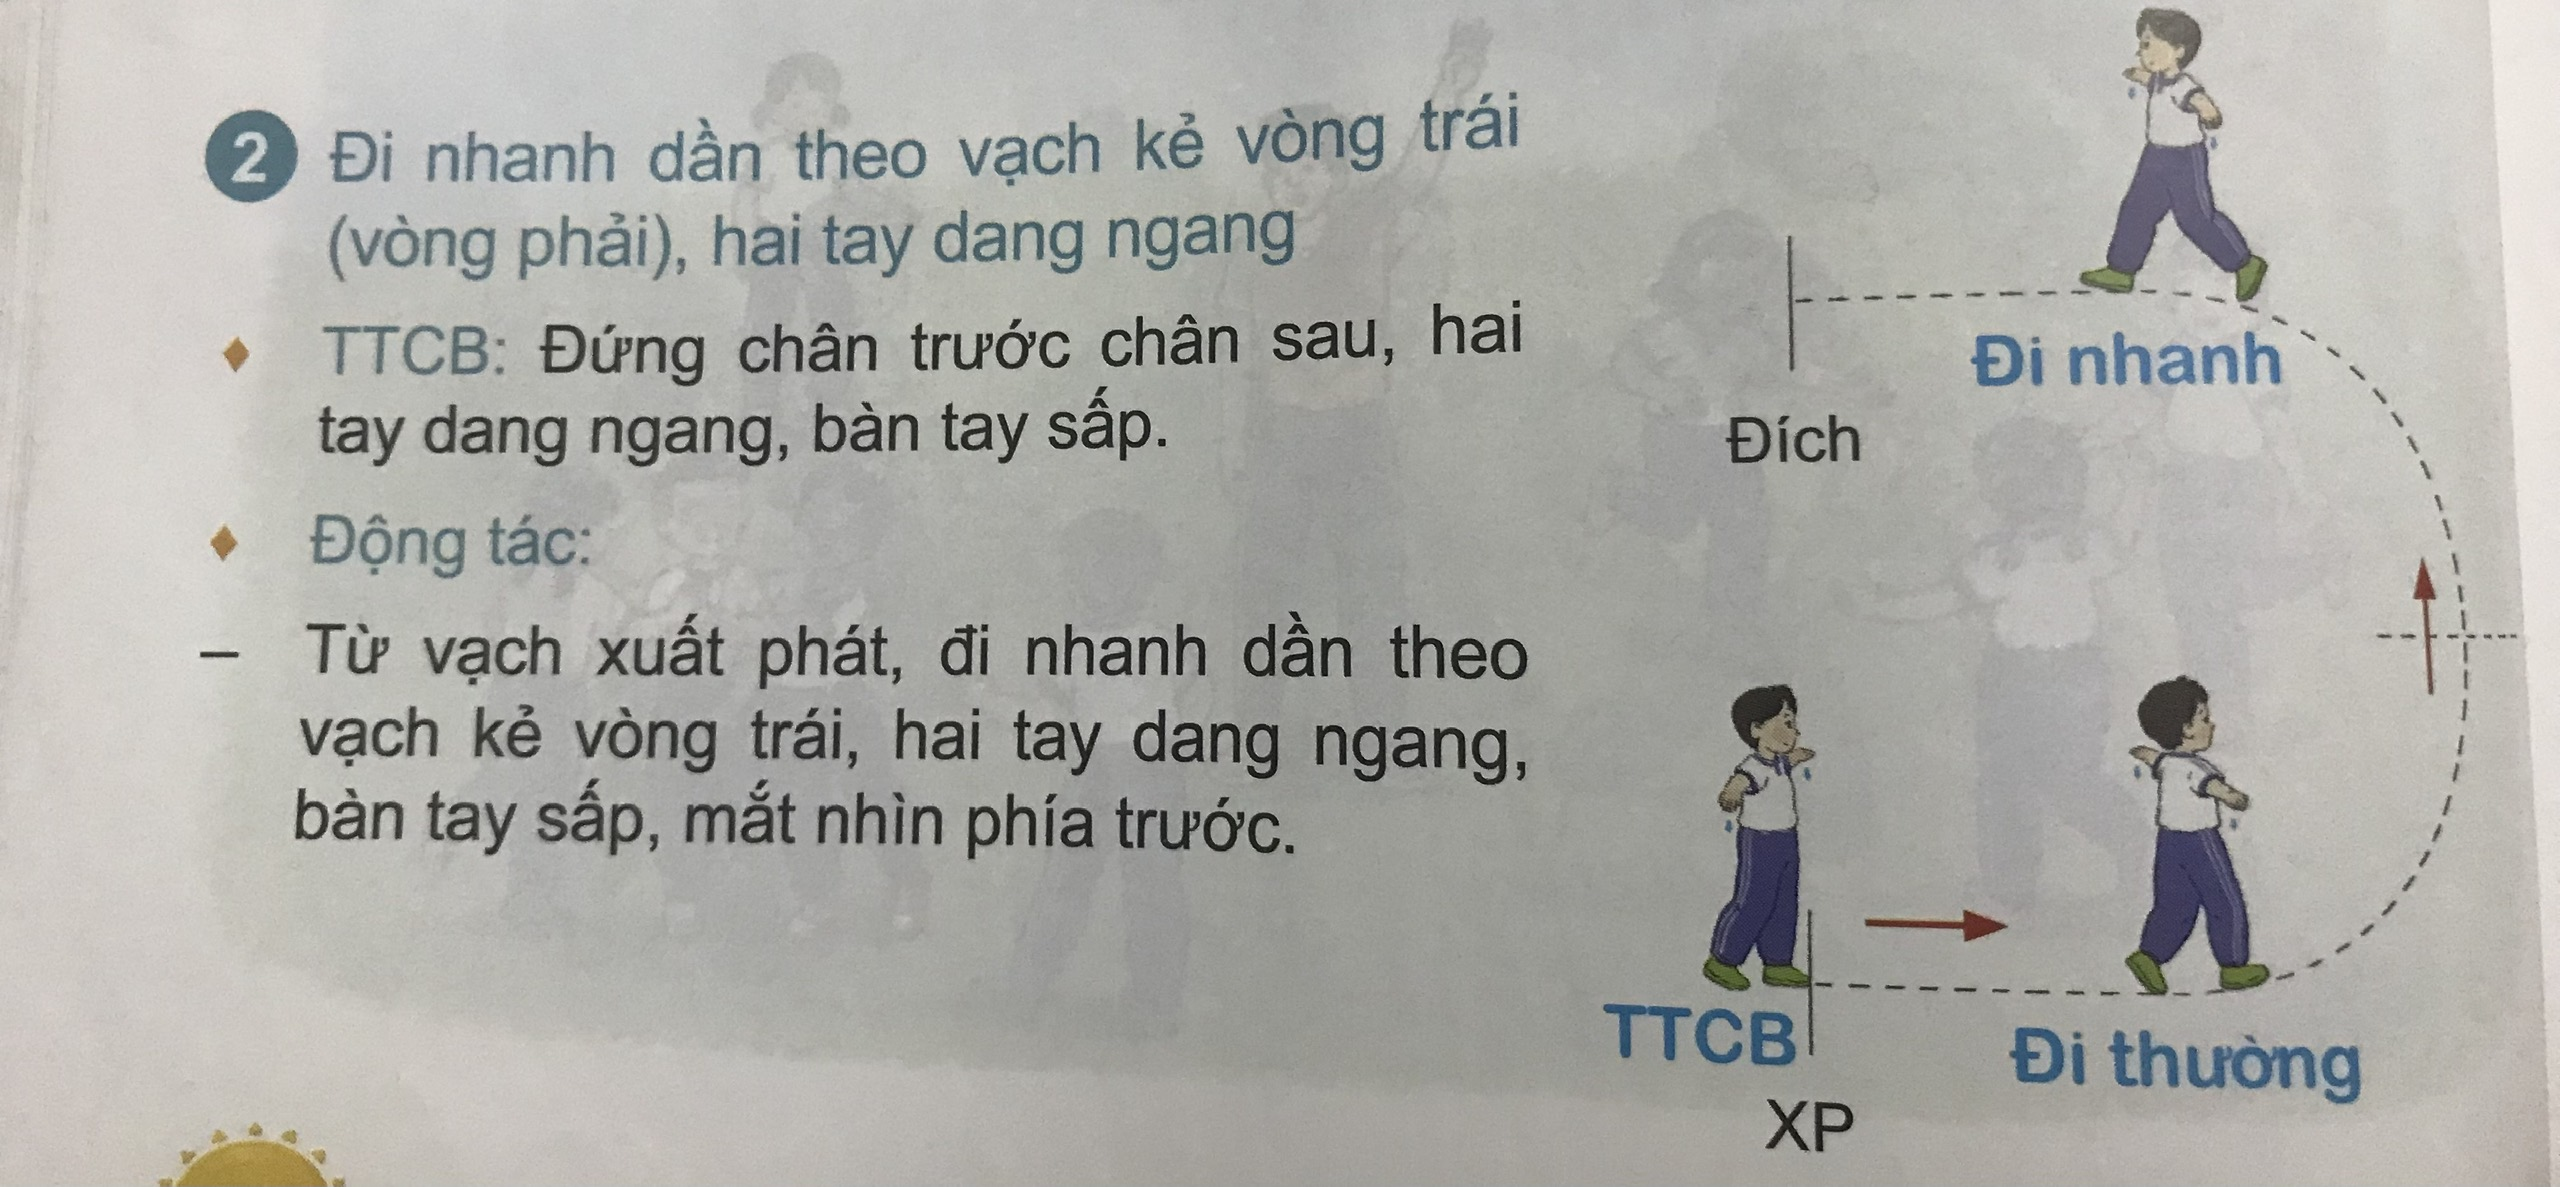 2 Đi nhanh dần theo vạch kẻ vòng trái
(vòng phải), hai tay dang ngang
♦ TTCB: Đứng chân trước chân sau, hai
tay dang ngang, bàn tay sấp.
♦ Động tác:
– Từ vạch xuất phát, đi nhanh dần theo
vạch kẻ vòng trái, hai tay dang ngang,
bàn tay sấp, mắt nhìn phía trước.
Đi nhanh
Đích
TTCB
Đi thường
XP